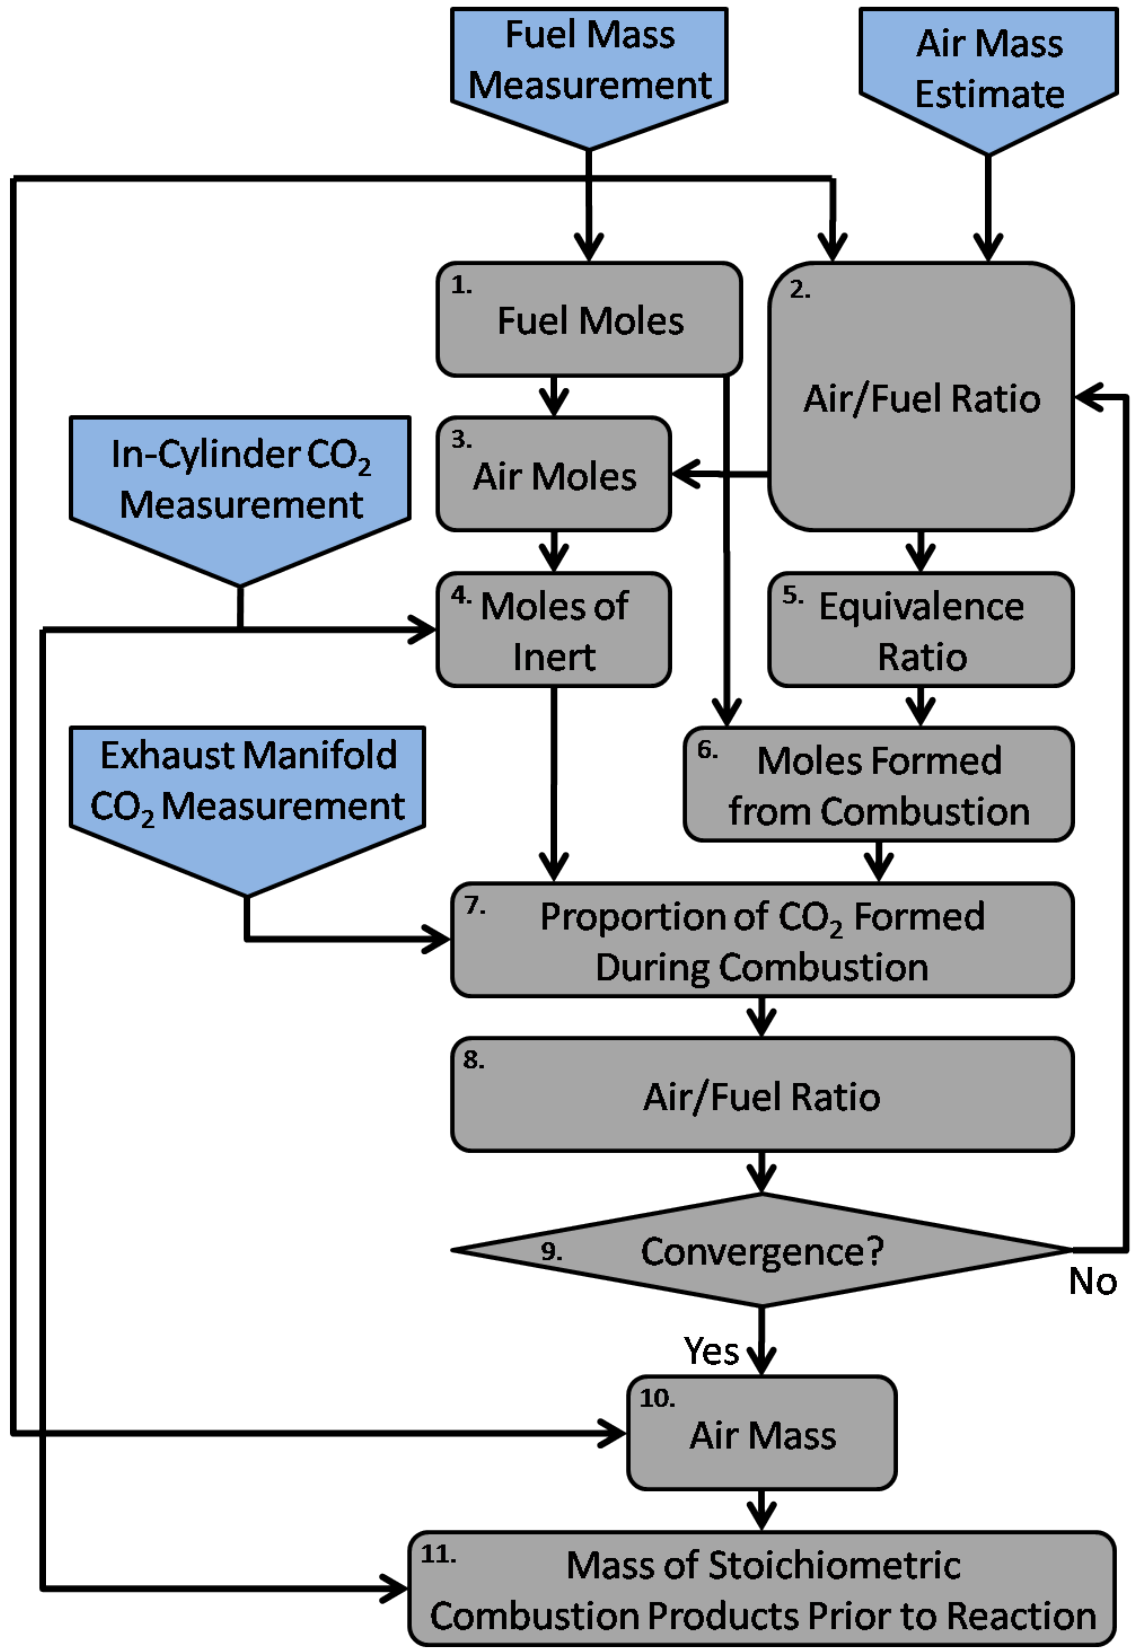 Fuel Mass
Measurement
Air Mass
Estimate
1.
Fuel Moles
2.
Air/Fuel Ratio
In-Cylinder CO₂
Measurement
3.
Air Moles
4. Moles of
Inert
5. Equivalence
Ratio
Exhaust Manifold
CO₂ Measurement
6. Moles Formed
from Combustion
7. Proportion of CO₂ Formed
During Combustion
8.
Air/Fuel Ratio
9. Convergence?
No
Yes
10.
Air Mass
11. Mass of Stoichiometric
Combustion Products Prior to Reaction